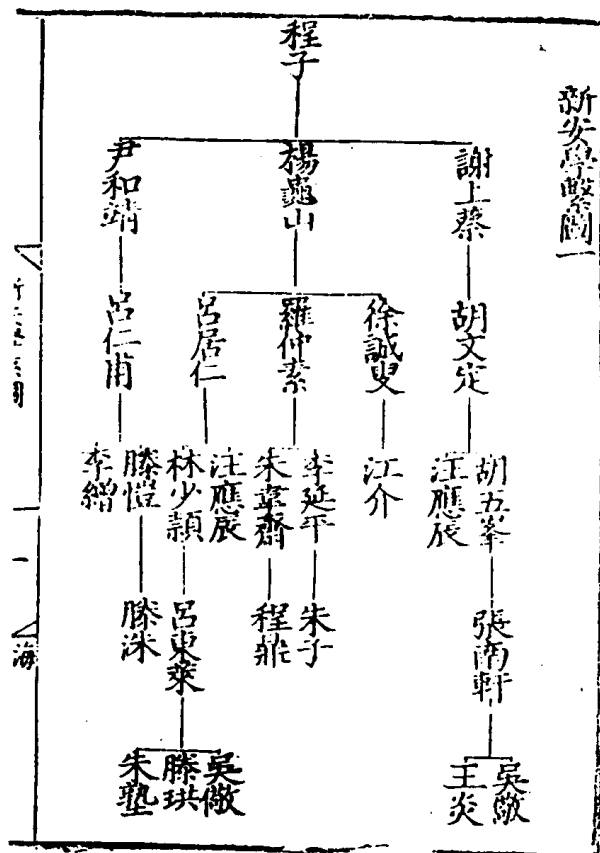 新安學繫圖一
程子
謝上蔡
楊龜山
尹和靖
胡文定
徐誠叟
羅仲素
呂居仁
呂仁甫
胡五峯
汪應辰
江介
李延平
朱韋齋
汪應辰
林少穎
滕愷
李繒
張南軒
朱子
程鼎
呂東萊
滕洙
吳儆
王炎
吳儆
滕珙
朱塾
一
海